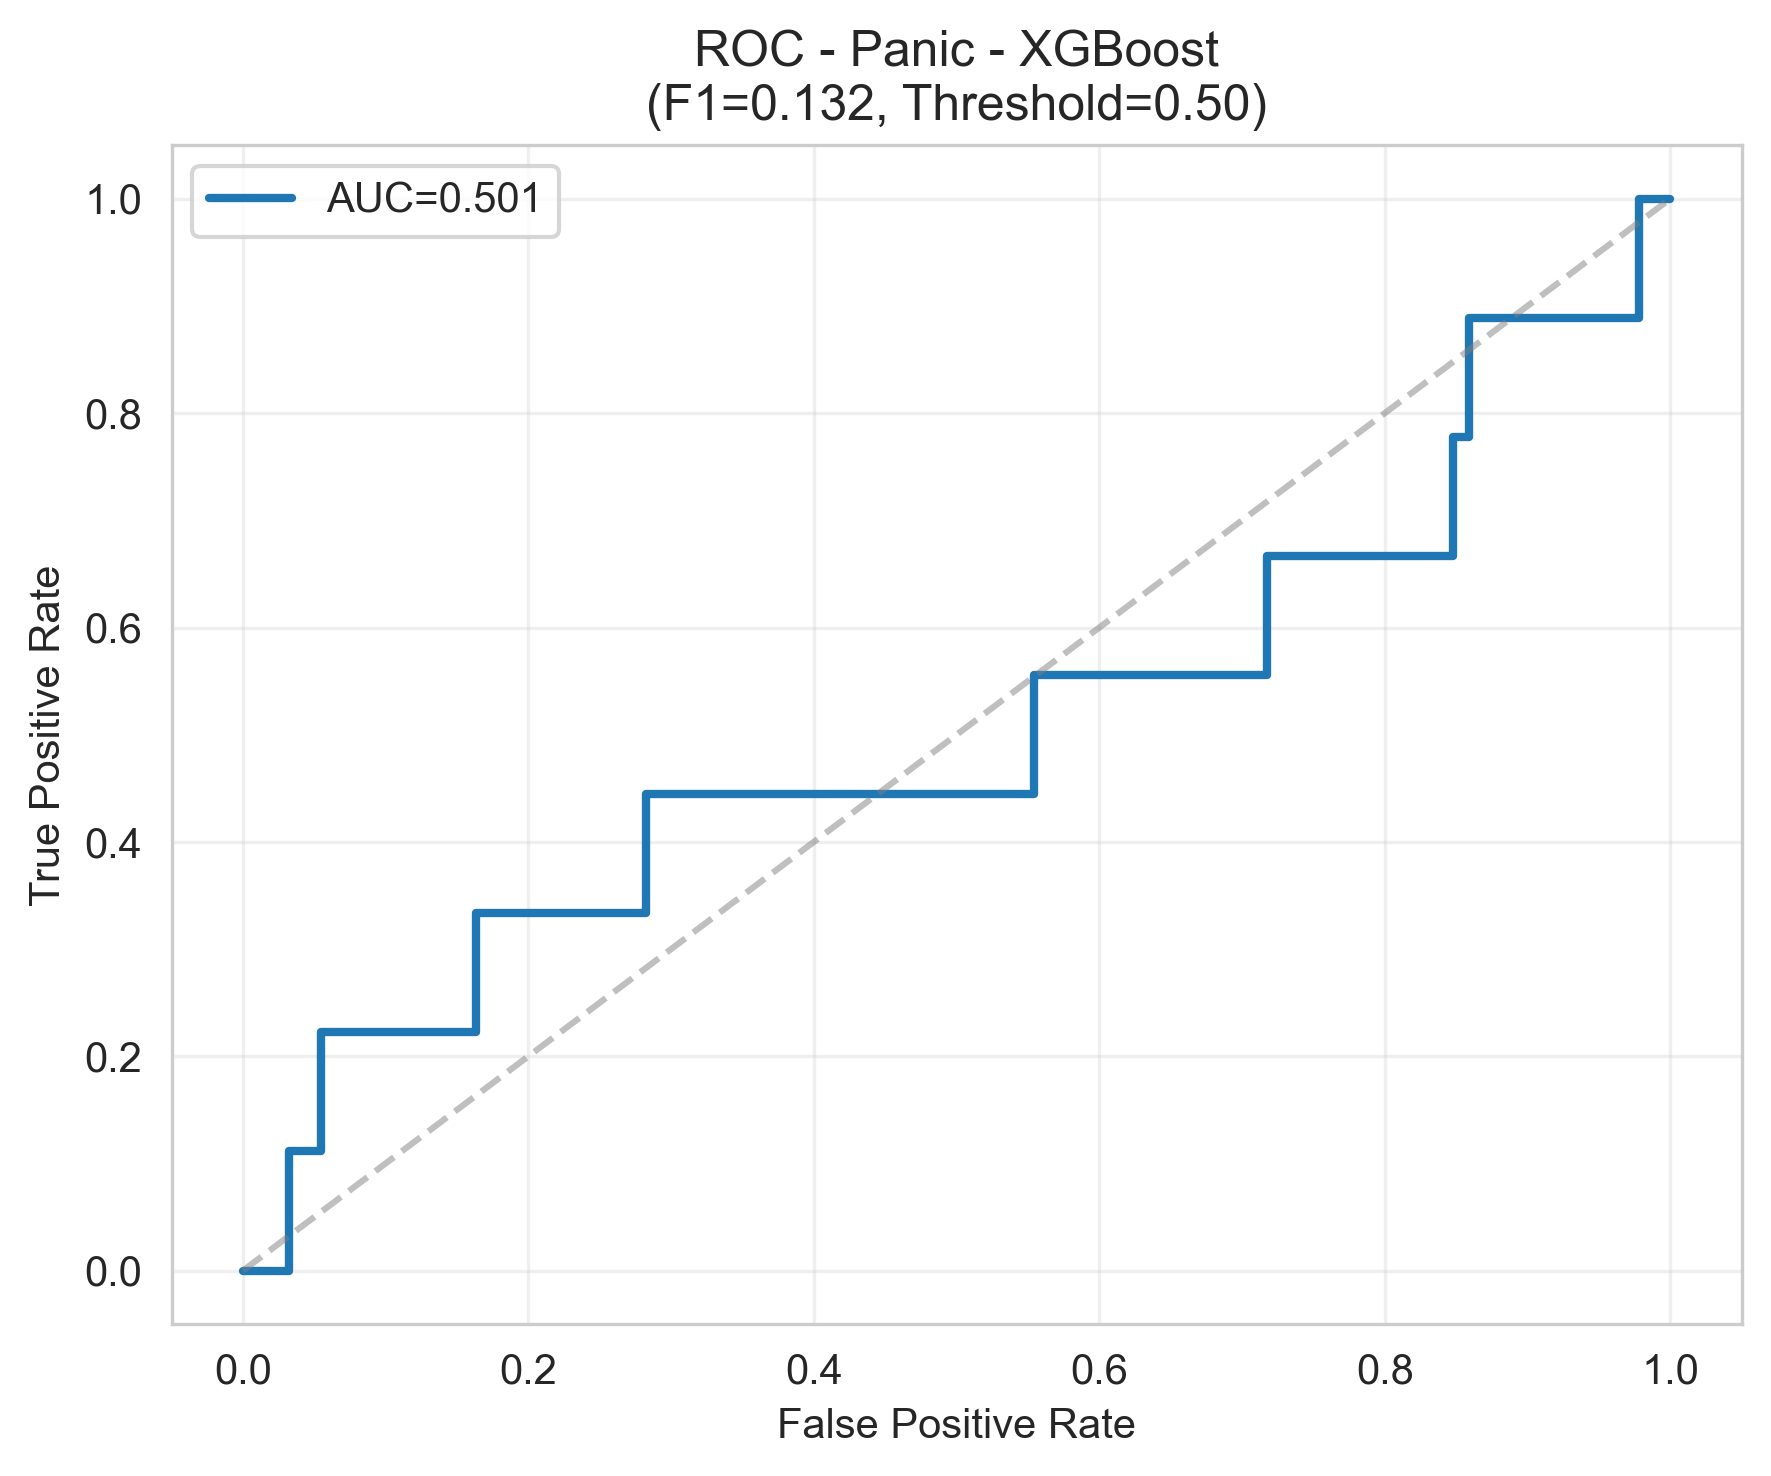 ROC - Panic - XGBoost
(F1=0.132, Threshold=0.50)
AUC=0.501
1.0
0.8
0.6
0.4
0.2
0.0
True Positive Rate
0.0 0.2 0.4 0.6 0.8 1.0
False Positive Rate